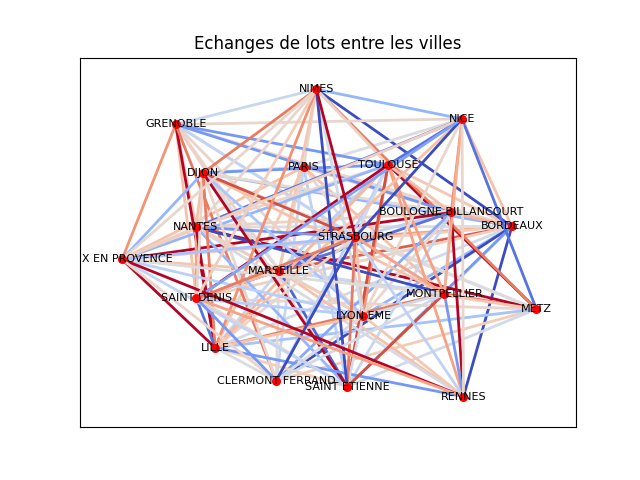 Echanges de lots entre les villes
NIMES
NICE
GRENOBLE
PARIS
TOULOUSE
DIJON
BOULOGNE BILLANCOURT
BORDEAUX
NANTES
STRASBOURG
X EN PROVENCE
MARSEILLE
MONTPELLIER
SAINT DENIS
METZ
LYON EME
LILLE
CLERMONT FERRAND
SAINT ETIENNE
RENNES